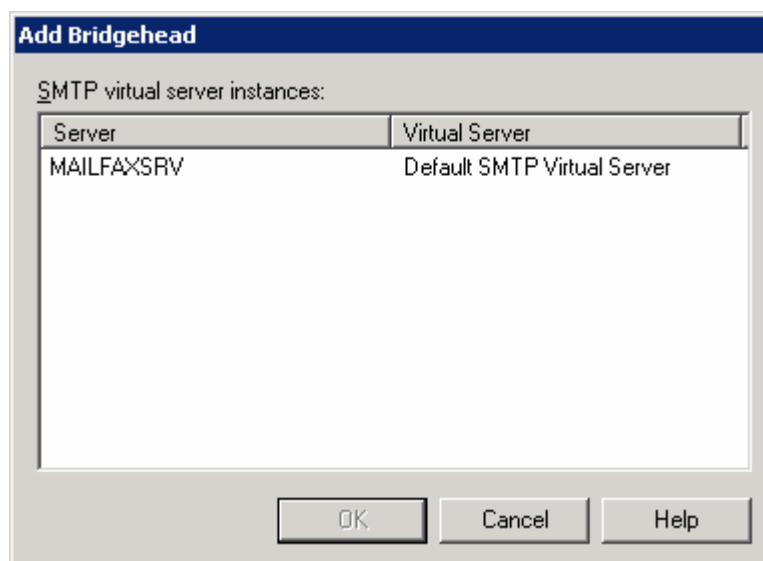 Add Bridgehead
SMTP virtual server instances:
Server Virtual Server
MAILFAXSRV Default SMTP Virtual Server
OK Cancel Help